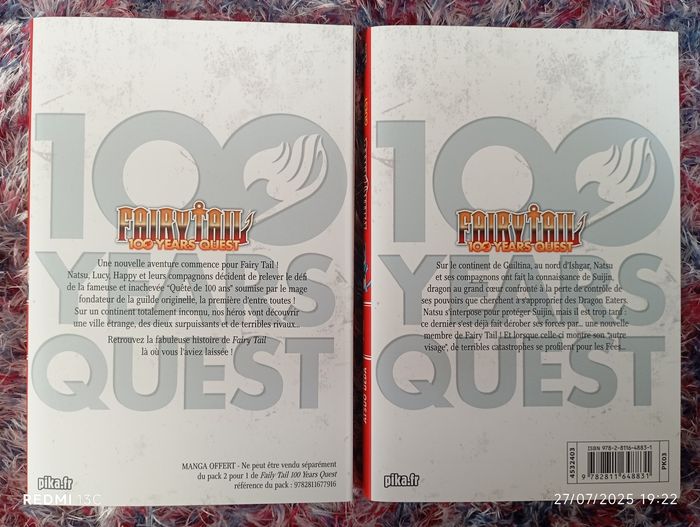 100
YEARS
QUEST
FAIRY TAIL
100 YEARS QUEST
Une nouvelle aventure commence pour Fairy Tail !
Natsu, Lucy, Happy et leurs compagnons décident de relever le défi
de la fameuse et inachevée “Quête de 100 ans” soumise par le mage
fondateur de la guilde originelle, la première d'entre toutes !
Sur un continent totalement inconnu, nos héros vont découvrir
une ville étrange, des dieux surpuissants et de terribles rivaux...
Retrouvez la fabuleuse histoire de Fairy Tail
là où vous l'aviez laissée !
MANGA OFFERT - Ne peut être vendu séparément
du pack 2 pour 1 de Faily Tail 100 Years Quest
référence du pack : 9782811677916
pika.fr
REDMI 13C
100
YEARS
QUEST
FAIRY TAIL
100 YEARS QUEST
Sur le continent de Guiltina, au nord d'Ishgar, Natsu
et ses compagnons ont fait la connaissance de Suijin,
dragon au grand cœur confronté à la perte de contrôle de
ses pouvoirs que cherchent à s'approprier des Dragon Eaters.
Natsu s'interpose pour protéger Suijin, mais il est trop tard :
ce dernier s'est déjà fait dérober ses forces par... une nouvelle
membre de Fairy Tail ! Et lorsque celle-ci montre son “autre
visage”, de terribles catastrophes se profilent pour les Fées...
pika.fr
4532403
ISBN 978-2-8116-4883-1
9 782811 648831
PK03
27/07/2025 19:22